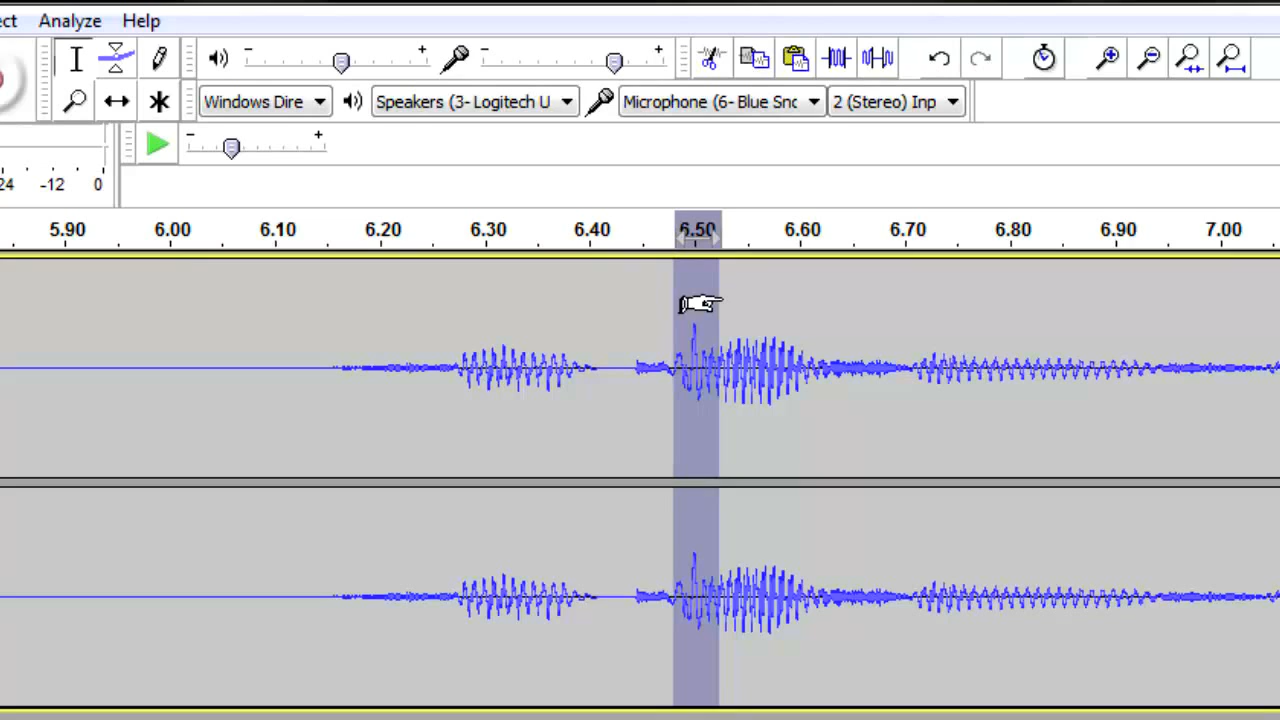 ect Analyze Help
Windows Dire Speakers (3- Logitech U Microphone (6- Blue Snc 2 (Stereo) Inp
24 -12 0
5.90 6.00 6.10 6.20 6.30 6.40 6.50 6.60 6.70 6.80 6.90 7.00